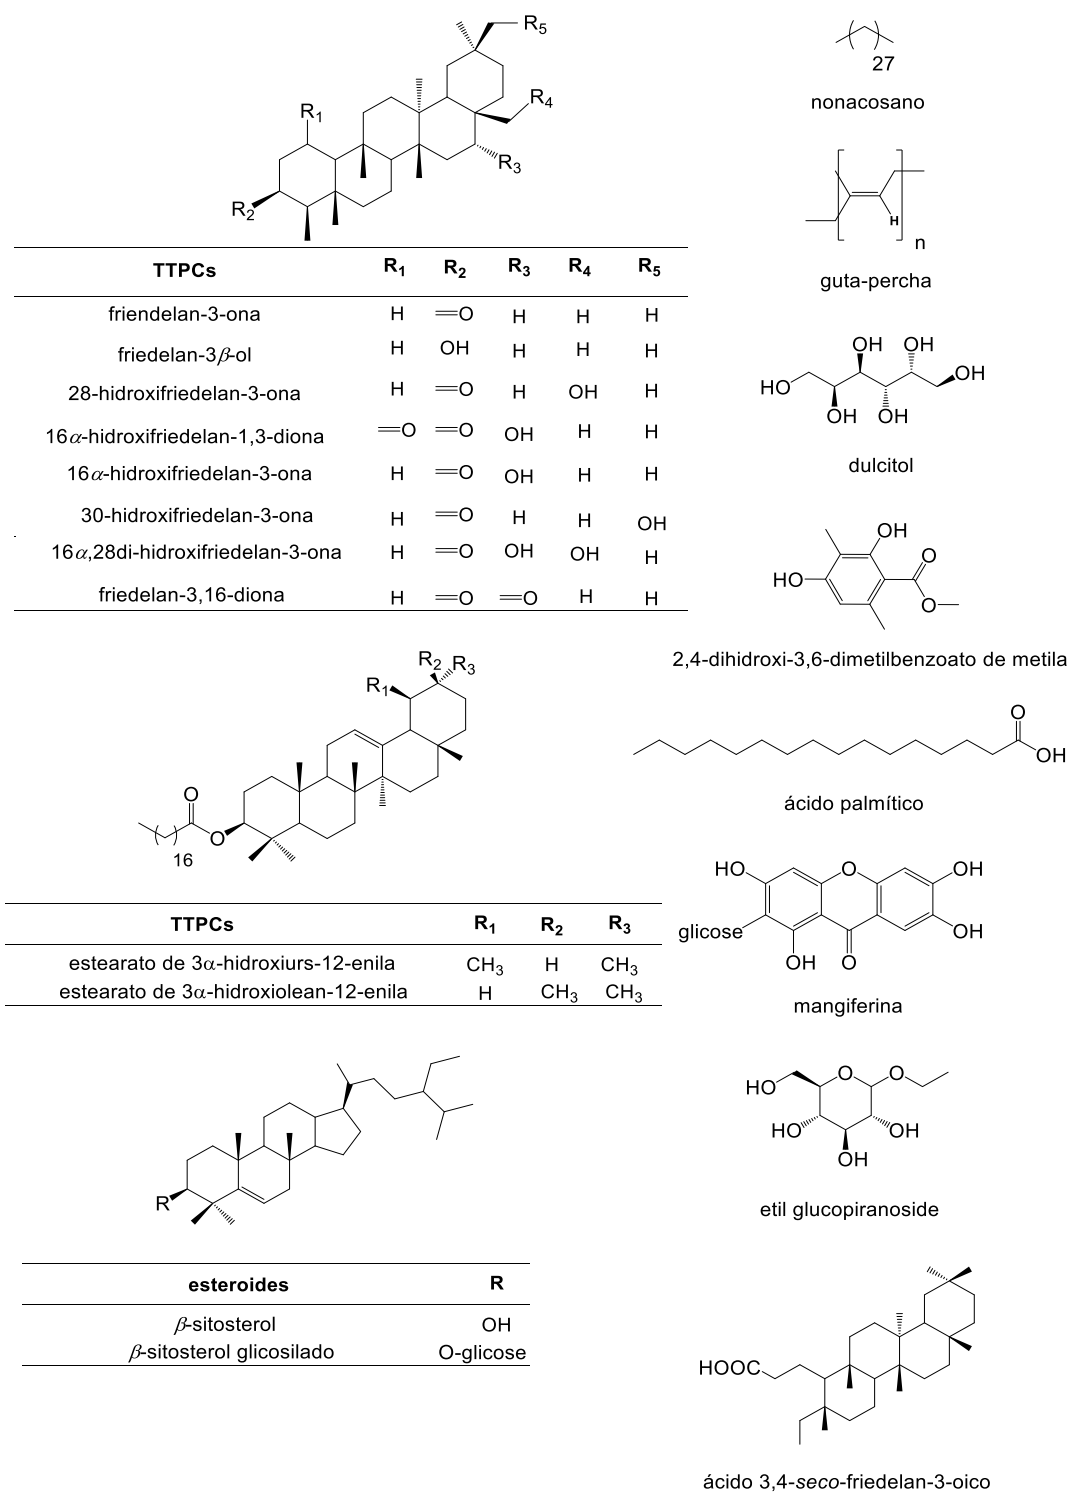 R5
R4
R1
R3
R2
TTPCs R1 R2 R3 R4 R5
friendelan-3-ona H =O H H H
friedelan-3β-ol H OH H H H
28-hidroxifriedelan-3-ona H =O H OH H
16α-hidroxifriedelan-1,3-diona =O =O OH H H
16α-hidroxifriedelan-3-ona H =O OH H H
30-hidroxifriedelan-3-ona H =O H H OH
16α,28di-hidroxifriedelan-3-ona H =O OH OH H
friedelan-3,16-diona H =O =O H H
R2 R3
R1
O
O
16
TTPCs R1 R2 R3
estearato de 3α-hidroxiurs-12-enila CH3 H CH3
estearato de 3α-hidroxiolean-12-enila H CH3 CH3
R
esteroides R
β-sitosterol OH
β-sitosterol glicosilado O-glicose
27
nonacosano
H
n
guta-percha
OH OH
HO OH
OH OH
dulcitol
OH
O
HO
O
2,4-dihidroxi-3,6-dimetilbenzoato de metila
O
OH
ácido palmítico
HO O OH
glicose OH
OH O
mangiferina
O O
HO
HO OH
OH
etil glucopiranoside
HOOC
ácido 3,4-seco-friedelan-3-oico